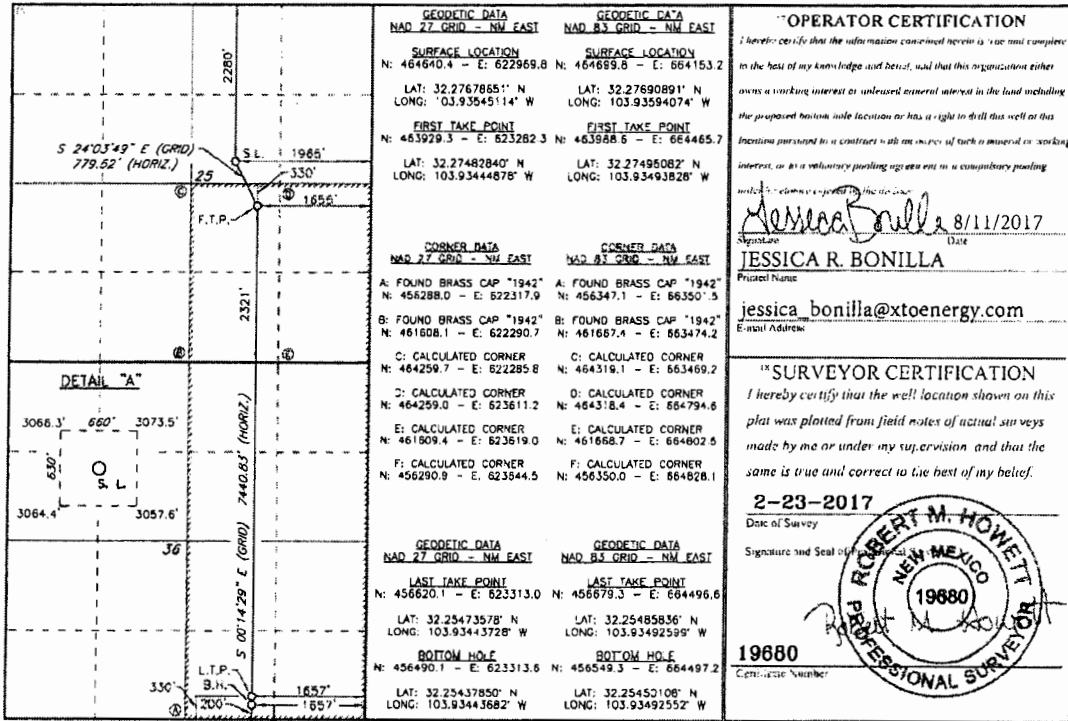 2280'
S 24'03'49" E (GRID)
779.52' (HORIZ.)
S.L.
1965'
330'
25
C
D
F.T.P.
1655'
2321'
B
E
DETAIL "A"
3066.3' 660' 3073.5'
630'
S. L.
3064.4' 3057.6'
S 00'14'29" E (GRID) 7440.83' (HORIZ.)
36
L.T.P.
B.H.
330'
200'
1657'
1657'
A
GEODETIC DATA
NAD 27 GRID - NM EAST
SURFACE LOCATION
N: 464640.4 - E: 622969.8
LAT: 32.27678651' N
LONG: 103.93545114' W
FIRST TAKE POINT
N: 463929.3 - E: 623282.3
LAT: 32.27482840' N
LONG: 103.93444878' W
CORNER DATA
NAD 27 GRID - NM EAST
A: FOUND BRASS CAP "1942"
N: 456288.0 - E: 622317.9
B: FOUND BRASS CAP "1942"
N: 461608.1 - E: 622290.7
C: CALCULATED CORNER
N: 464259.7 - E: 622285.8
D: CALCULATED CORNER
N: 464259.0 - E: 623611.2
E: CALCULATED CORNER
N: 461609.4 - E: 623619.0
F: CALCULATED CORNER
N: 456290.9 - E. 623644.5
GEODETIC DATA
NAD 27 GRID - NM EAST
LAST TAKE POINT
N: 456620.1 - E: 623313.0
LAT: 32.25473578' N
LONG: 103.93443728' W
BOTTOM HOLE
N: 456490.1 - E: 623313.6
LAT: 32.25437850' N
LONG: 103.93443682' W
GEODETIC DATA
NAD 83 GRID - NM EAST
SURFACE LOCATION
N: 464699.8 - E: 664153.2
LAT: 32.27690891' N
LONG: 103.93594074' W
FIRST TAKE POINT
N: 463988.6 - E: 664465.7
LAT: 32.27495082' N
LONG: 103.93493828' W
CORNER DATA
NAD 83 GRID - NM EAST
A: FOUND BRASS CAP "1942"
N: 456347.1 - E: 66350'.5
B: FOUND BRASS CAP "1942"
N: 461667.4 - E: 663474.2
C: CALCULATED CORNER
N: 464319.1 - E: 663469.2
D: CALCULATED CORNER
N: 464318.4 - E: 664794.6
E: CALCULATED CORNER
N: 461668.7 - E: 664802.6
F: CALCULATED CORNER
N: 456350.0 - E: 664828.1
GEODETIC DATA
NAD 83 GRID - NM EAST
LAST TAKE POINT
N: 456679.3 - E: 664496.6
LAT: 32.25485836' N
LONG: 103.93492599' W
BOTTOM HOLE
N: 456549.3 - E: 664497.2
LAT: 32.25450108' N
LONG: 103.93492552' W
OPERATOR CERTIFICATION
I hereby certify that the information contained herein is true and complete
to the best of my knowledge and belief, and that this organization either
owns a working interest or unleased mineral interest in the land including
the proposed bottom hole location or has a right to drill this well at this
location pursuant to a contract with an owner of such a mineral or working
interest, or to a voluntary pooling agreement or a compulsory pooling
Jessica Bonilla 8/11/2017
Signature Date
JESSICA R. BONILLA
Printed Name
jessica_bonilla@xtoenergy.com
E-mail Address
18 SURVEYOR CERTIFICATION
I hereby certify that the well location shown on this
plat was plotted from field notes of actual surveys
made by me or under my supervision and that the
same is true and correct to the best of my belief.
2-23-2017
Date of Survey
Signature and Seal of
ROBERT M. HOWETT
NEW MEXICO
19680
PROFESSIONAL SURVEYOR
Robert M. Howett
19680
Certificate Number